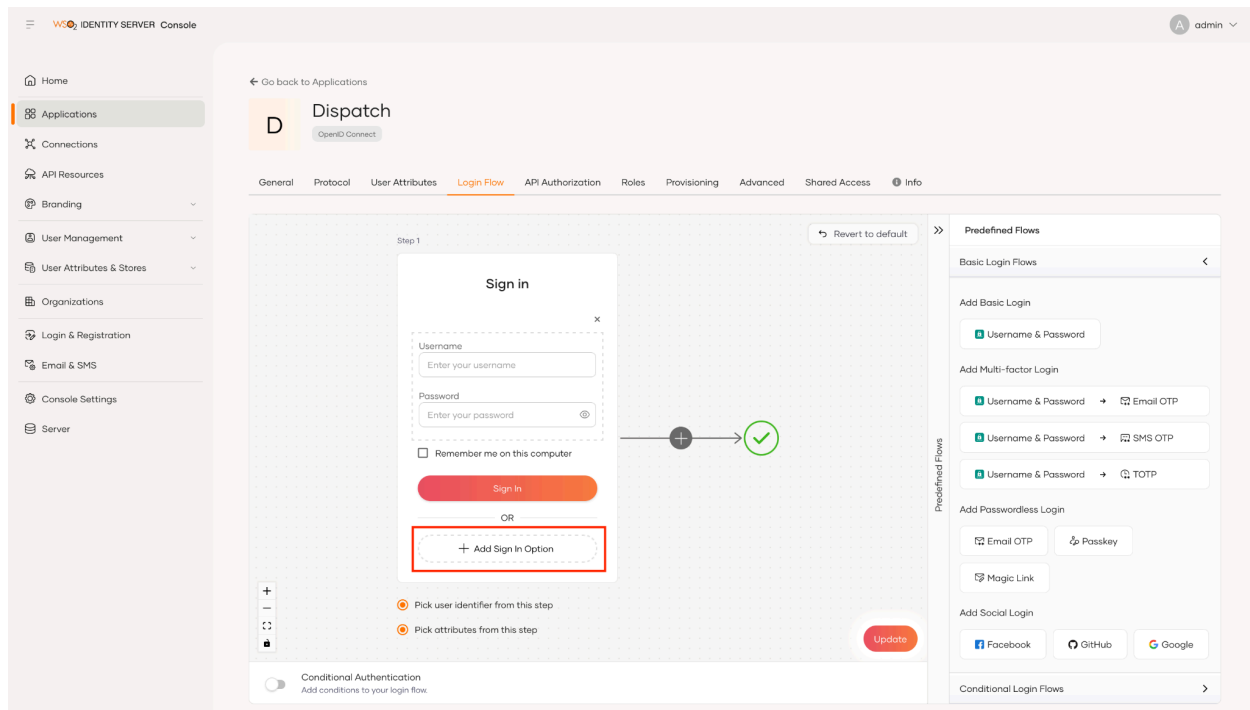 WSO2 IDENTITY SERVER Console
A admin
Home
Applications
Connections
API Resources
Branding
User Management
User Attributes & Stores
Organizations
Login & Registration
Email & SMS
Console Settings
Server
Go back to Applications
D
Dispatch
OpenID Connect
General Protocol User Attributes Login Flow API Authorization Roles Provisioning Advanced Shared Access Info
Revert to default
Step 1
Sign in
Username
Enter your username
Password
Enter your password
Remember me on this computer
Sign In
OR
Add Sign In Option
Pick user identifier from this step
Pick attributes from this step
Update
Conditional Authentication
Add conditions to your login flow.
Predefined Flows
Predefined Flows
Basic Login Flows
Add Basic Login
Username & Password
Add Multi-factor Login
Username & Password → Email OTP
Username & Password → SMS OTP
Username & Password → TOTP
Add Passwordless Login
Email OTP Passkey
Magic Link
Add Social Login
Facebook GitHub Google
Conditional Login Flows